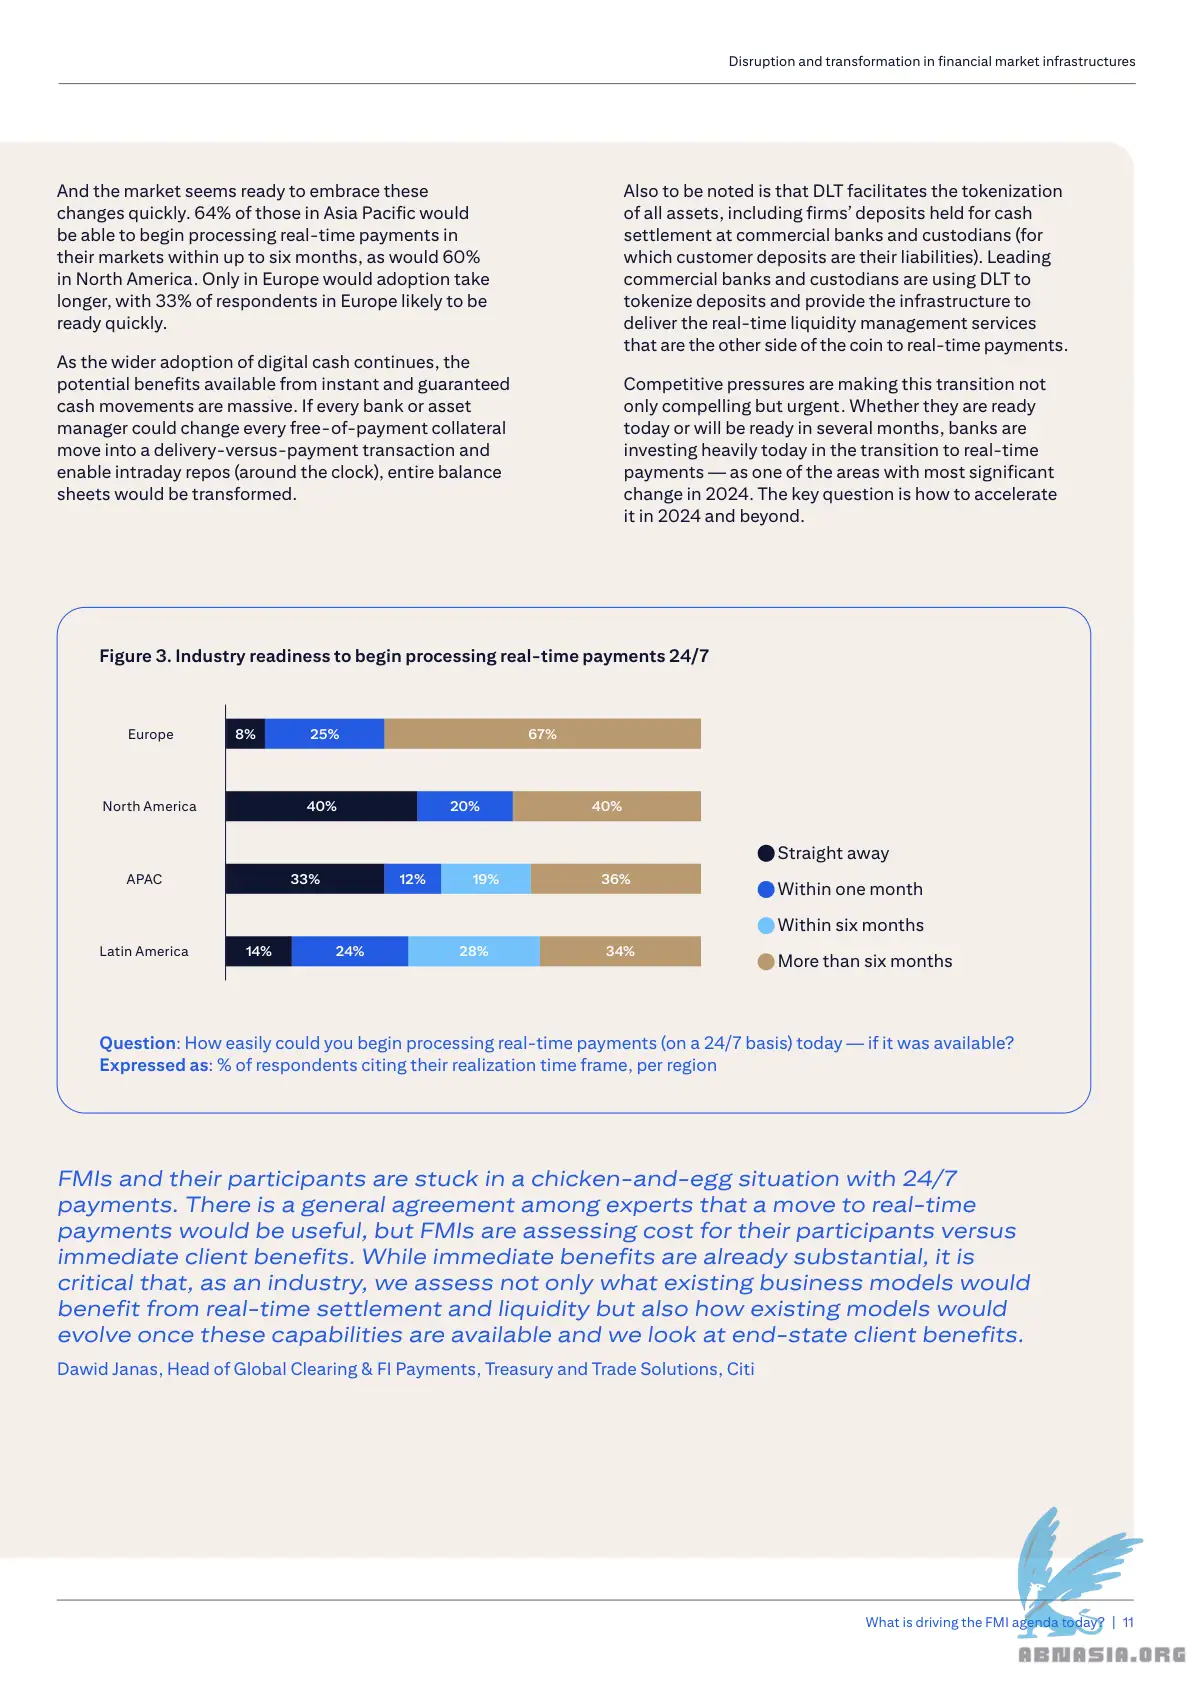 Disruption and transformation in financial market infrastructures
And the market seems ready to embrace these
changes quickly. 64% of those in Asia Pacific would
be able to begin processing real-time payments in
their markets within up to six months, as would 60%
in North America. Only in Europe would adoption take
longer, with 33% of respondents in Europe likely to be
ready quickly.
As the wider adoption of digital cash continues, the
potential benefits available from instant and guaranteed
cash movements are massive. If every bank or asset
manager could change every free-of-payment collateral
move into a delivery-versus-payment transaction and
enable intraday repos (around the clock), entire balance
sheets would be transformed.
Also to be noted is that DLT facilitates the tokenization
of all assets, including firms’ deposits held for cash
settlement at commercial banks and custodians (for
which customer deposits are their liabilities). Leading
commercial banks and custodians are using DLT to
tokenize deposits and provide the infrastructure to
deliver the real-time liquidity management services
that are the other side of the coin to real-time payments.
Competitive pressures are making this transition not
only compelling but urgent. Whether they are ready
today or will be ready in several months, banks are
investing heavily today in the transition to real-time
payments — as one of the areas with most significant
change in 2024. The key question is how to accelerate
it in 2024 and beyond.
Figure 3. Industry readiness to begin processing real-time payments 24/7
Europe 8% 25% 67%
North America 40% 20% 40%
APAC 33% 12% 19% 36%
Latin America 14% 24% 28% 34%
Straight away
Within one month
Within six months
More than six months
Question: How easily could you begin processing real-time payments (on a 24/7 basis) today — if it was available?
Expressed as: % of respondents citing their realization time frame, per region
FMIs and their participants are stuck in a chicken-and-egg situation with 24/7
payments. There is a general agreement among experts that a move to real-time
payments would be useful, but FMIs are assessing cost for their participants versus
immediate client benefits. While immediate benefits are already substantial, it is
critical that, as an industry, we assess not only what existing business models would
benefit from real-time settlement and liquidity but also how existing models would
evolve once these capabilities are available and we look at end-state client benefits.
Dawid Janas, Head of Global Clearing & FI Payments, Treasury and Trade Solutions, Citi
What is driving the FMI agenda today? | 11
ABNASIA.ORG